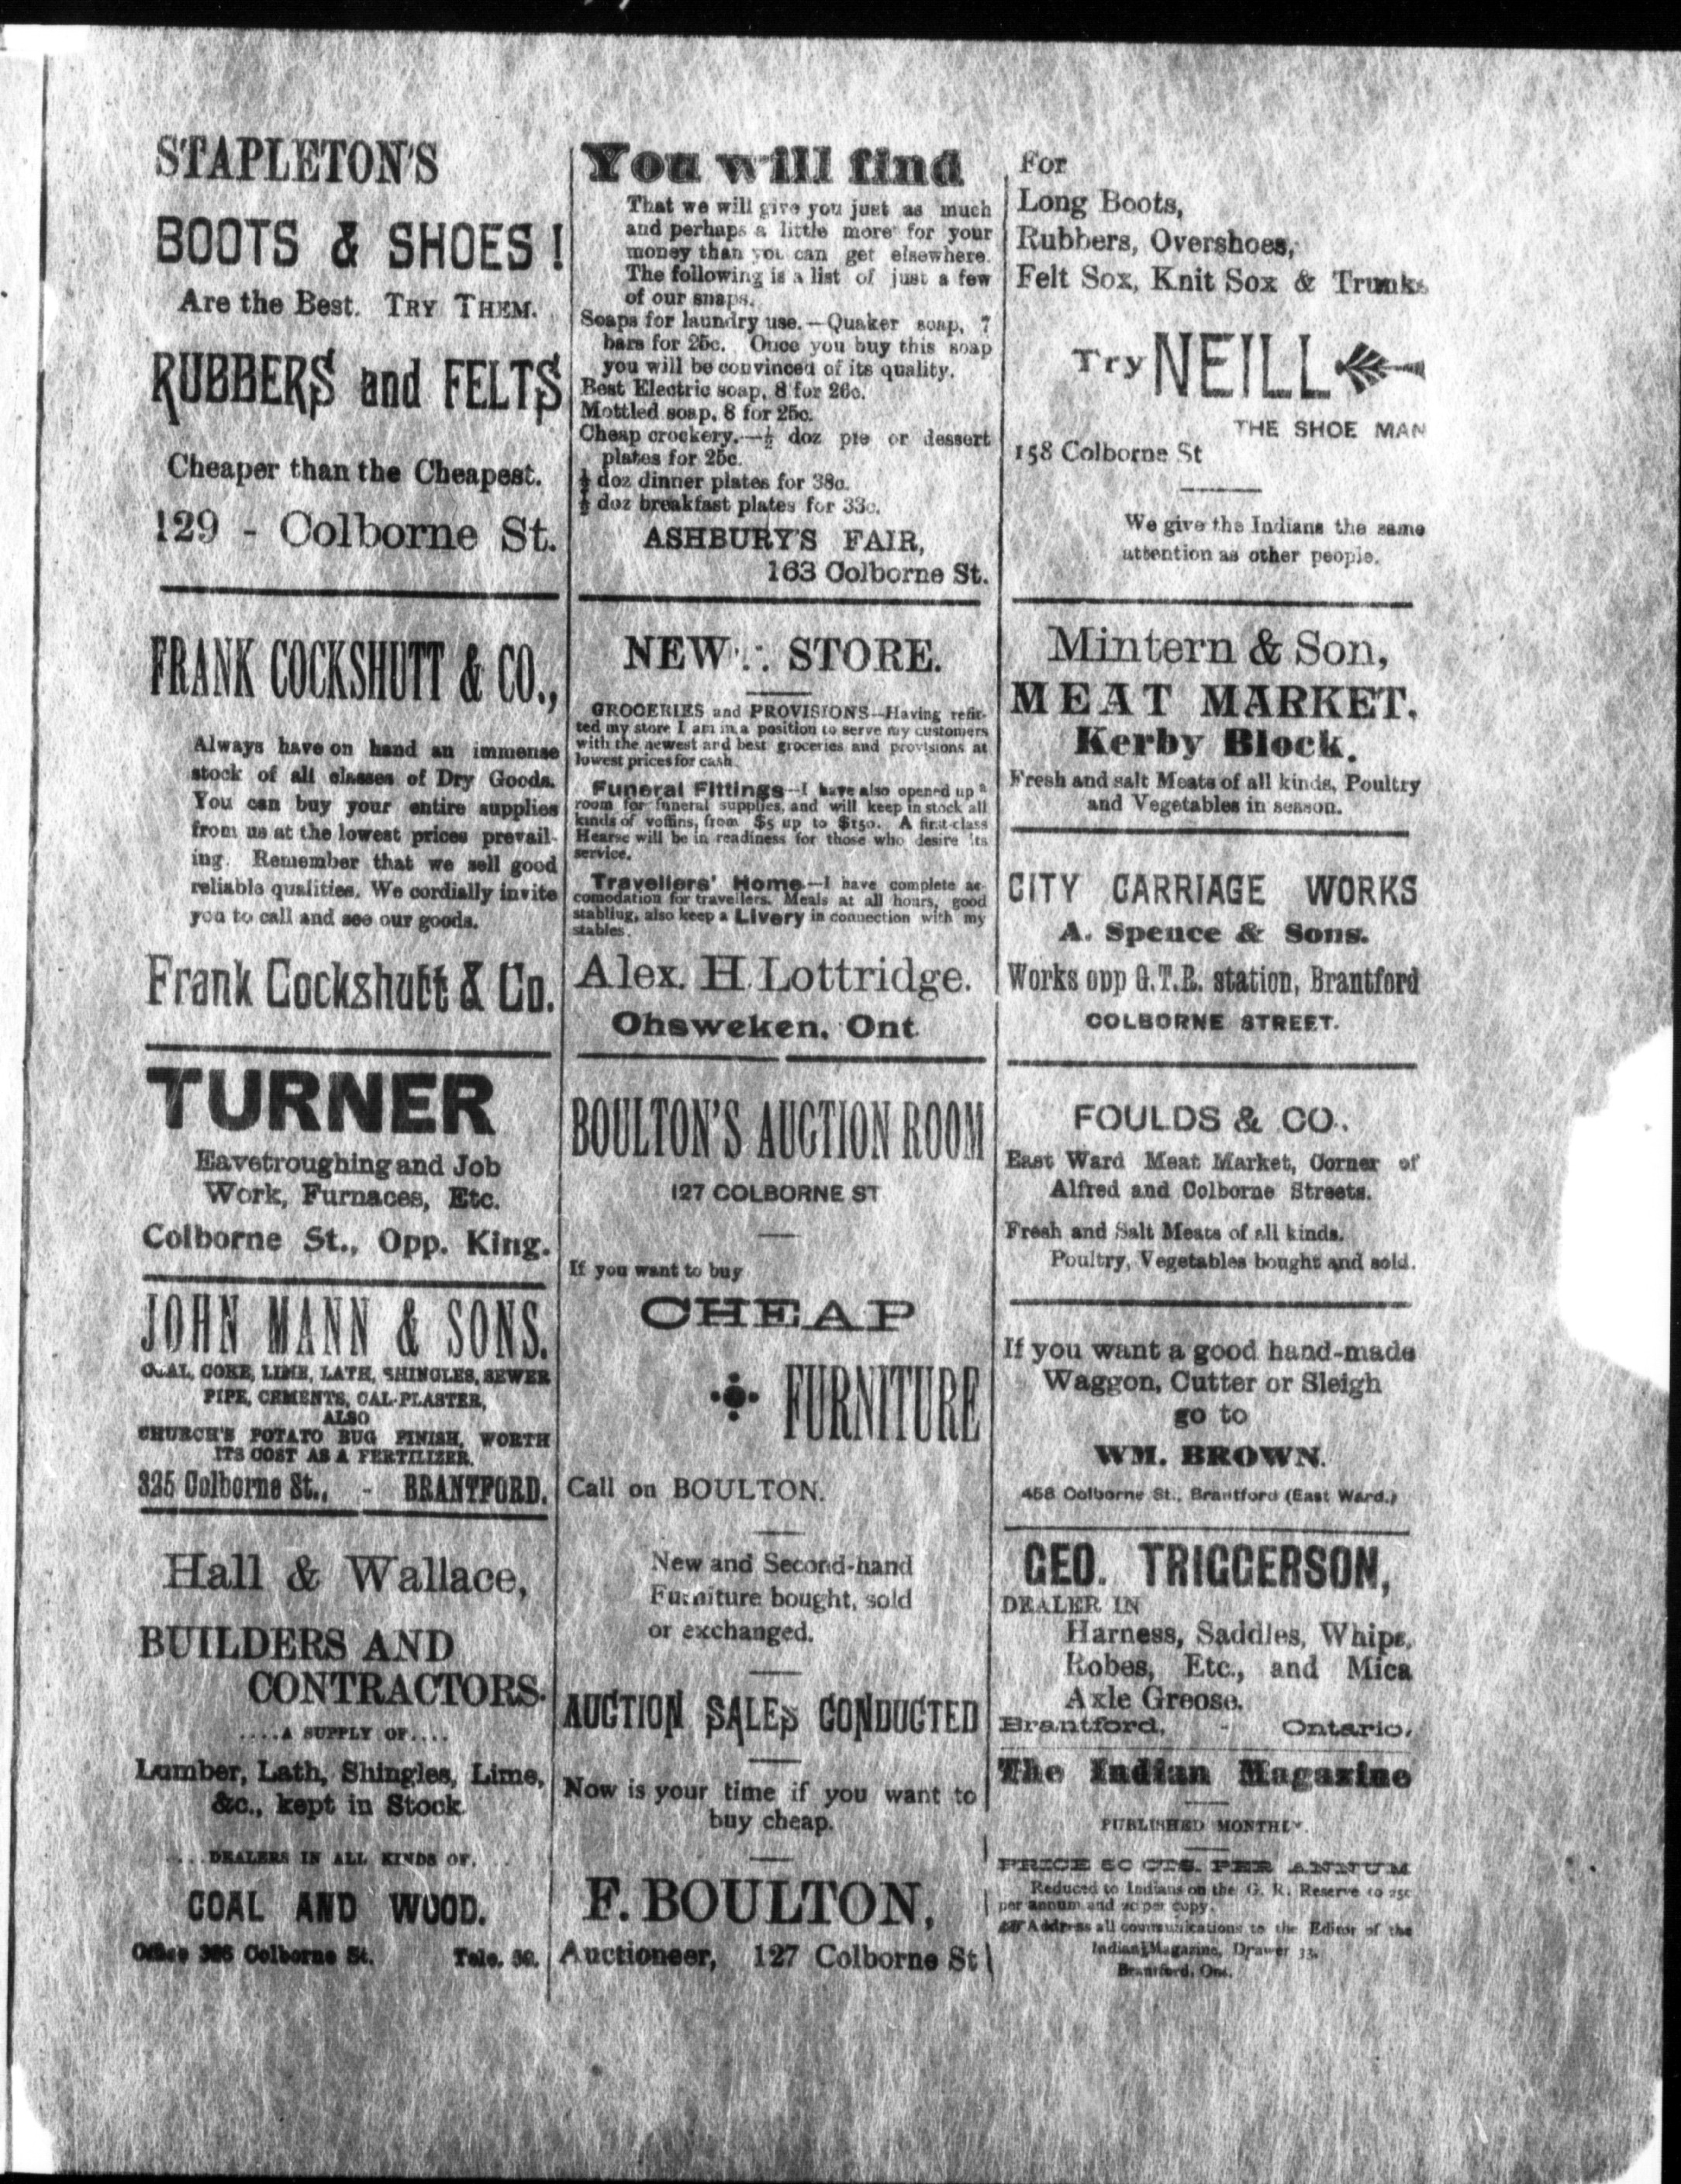 STAPLETON'S
BOOTS & SHOES !
Are the Best. TRY THEM.
RUBBERS and FELTS
Cheaper than the Cheapest.
129 - Colborne St.
FRANK COCKSHUTT & CO.,
Always have on hand an immense
stock of all classes of Dry Goods.
You can buy your entire supplies
from us at the lowest prices prevail-
ing. Remember that we sell good
reliable qualities. We cordially invite
you to call and see our goods.
Frank Cockshutt & Co.
TURNER
Eavetroughing and Job
Work, Furnaces, Etc.
Colborne St., Opp. King.
JOHN MANN & SONS.
COAL, COKE, LIME, LATH, SHINGLES, SEWER
PIPE, CEMENTS, CAL-PLASTER,
ALSO
CHURCH'S POTATO BUG FINISH, WORTH
ITS COST AS A FERTILIZER.
325 Colborne St., - BRANTFORD.
Hall & Wallace,
BUILDERS AND
CONTRACTORS.
....A SUPPLY OF....
Lumber, Lath, Shingles, Lime,
&c., kept in Stock
....DEALERS IN ALL KINDS OF....
COAL AND WOOD.
Office Colborne St. Tele.
You will find
That we will give you just as much
and perhaps a little more for your
money than you can get elsewhere.
The following is a list of just a few
of our snaps.
Soaps for laundry use.—Quaker soap, 7
bars for 25c. Once you buy this soap
you will be convinced of its quality.
Best Electric soap, 8 for 26c.
Mottled soap, 8 for 25c.
Cheap crockery.—½ doz pie or dessert
plates for 25c.
½ doz dinner plates for 38c.
½ doz breakfast plates for 33c.
ASHBURY'S FAIR,
163 Colborne St.
NEW STORE.
GROCERIES and PROVISIONS—Having refit-
ted my store I am in a position to serve my customers
with the newest and best groceries and provisions at
lowest prices for cash.
Funeral Fittings—I have also opened up a
room for funeral supplies, and will keep in stock all
kinds of voffins, from $5 up to $150. A first-class
Hearse will be in readiness for those who desire its
service.
Travellers' Home—I have complete ac-
comodation for travellers. Meals at all hours, good
stabling, also keep a Livery in connection with my
stables.
Alex. H. Lottridge.
Ohsweken, Ont.
BOULTON'S AUCTION ROOM
127 COLBORNE ST
If you want to buy
CHEAP
FURNITURE
Call on BOULTON.
New and Second-hand
Furniture bought, sold
or exchanged.
AUCTION SALES CONDUCTED
Now is your time if you want to
buy cheap.
F. BOULTON,
Auctioneer, 127 Colborne St
For
Long Boots,
Rubbers, Overshoes,
Felt Sox, Knit Sox & Trunks
Try NEILL
THE SHOE MAN
158 Colborne St
We give the Indians the same
attention as other people.
Mintern & Son,
MEAT MARKET,
Kerby Block.
Fresh and salt Meats of all kinds, Poultry
and Vegetables in season.
CITY CARRIAGE WORKS
A. Spence & Sons.
Works opp G.T.R. station, Brantford
COLBORNE STREET.
FOULDS & CO.,
East Ward Meat Market, Corner of
Alfred and Colborne Streets.
Fresh and Salt Meats of all kinds.
Poultry, Vegetables bought and sold.
If you want a good hand-made
Waggon, Cutter or Sleigh
go to
WM. BROWN.
458 Colborne St., Brantford (East Ward.)
GEO. TRIGGERSON,
DEALER IN
Harness, Saddles, Whips,
Robes, Etc., and Mica
Axle Grease.
Brantford, - Ontario,
The Indian Magazine
PUBLISHED MONTHLY.
PRICE 50 CTS. PER ANNUM
Reduced to Indians on the G. R. Reserve to 25c
per annum and per copy.
Address all communications to the Editor of the
Indian Magazine, Drawer 33,
Brantford, Ont.